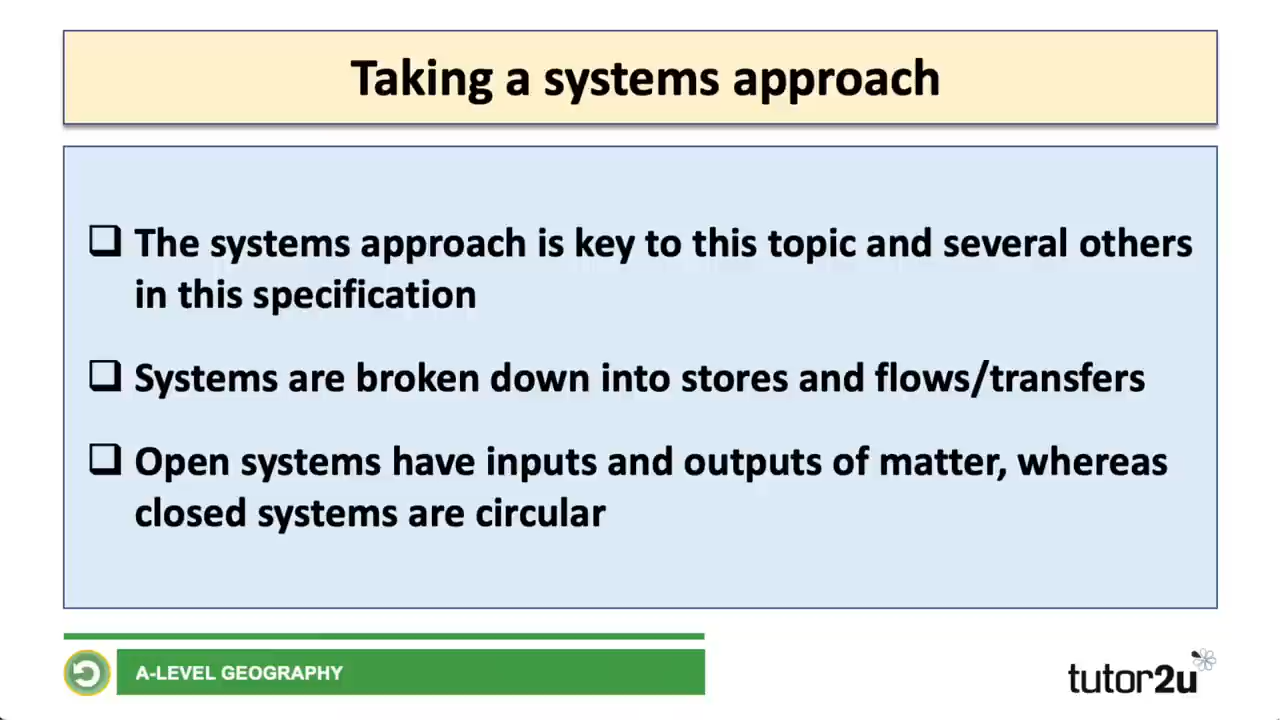 Taking a systems approach
❑ The systems approach is key to this topic and several others
in this specification
❑ Systems are broken down into stores and flows/transfers
❑ Open systems have inputs and outputs of matter, whereas
closed systems are circular
A-LEVEL GEOGRAPHY
tutor2u